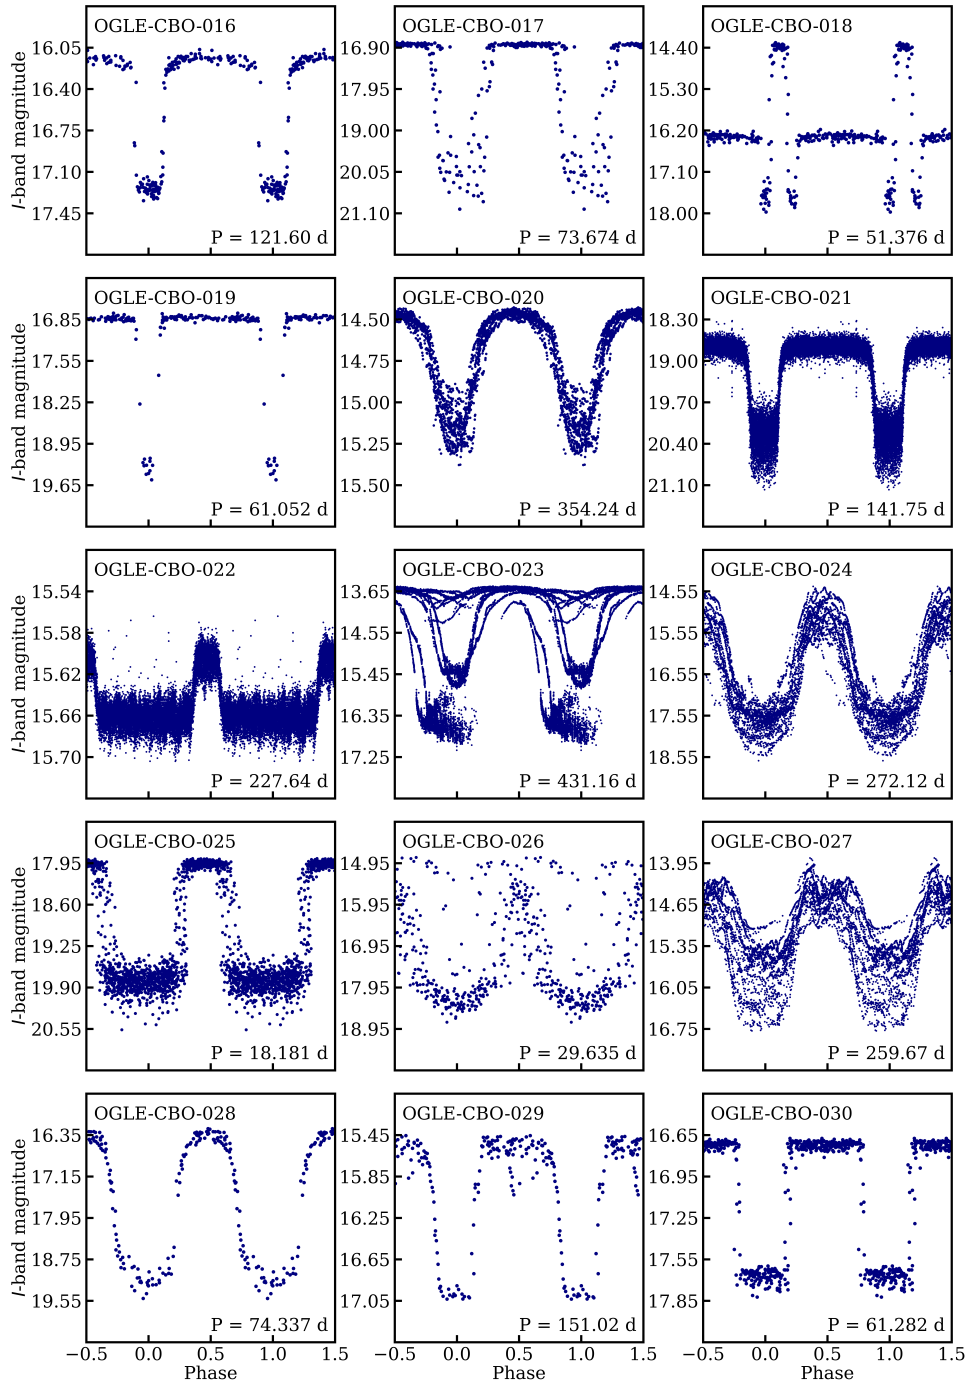 OGLE-CBO-016
OGLE-CBO-017
OGLE-CBO-018
I-band magnitude
16.05
16.40
16.75
17.10
17.45
16.90
17.95
19.00
20.05
21.10
14.40
15.30
16.20
17.10
18.00
P = 121.60 d
P = 73.674 d
P = 51.376 d
OGLE-CBO-019
OGLE-CBO-020
OGLE-CBO-021
I-band magnitude
16.85
17.55
18.25
18.95
19.65
14.50
14.75
15.00
15.25
15.50
18.30
19.00
19.70
20.40
21.10
P = 61.052 d
P = 354.24 d
P = 141.75 d
OGLE-CBO-022
OGLE-CBO-023
OGLE-CBO-024
I-band magnitude
15.54
15.58
15.62
15.66
15.70
13.65
14.55
15.45
16.35
17.25
14.55
15.55
16.55
17.55
18.55
P = 227.64 d
P = 431.16 d
P = 272.12 d
OGLE-CBO-025
OGLE-CBO-026
OGLE-CBO-027
I-band magnitude
17.95
18.60
19.25
19.90
20.55
14.95
15.95
16.95
17.95
18.95
13.95
14.65
15.35
16.05
16.75
P = 18.181 d
P = 29.635 d
P = 259.67 d
OGLE-CBO-028
OGLE-CBO-029
OGLE-CBO-030
I-band magnitude
16.35
17.15
17.95
18.75
19.55
15.45
15.85
16.25
16.65
17.05
16.65
16.95
17.25
17.55
17.85
P = 74.337 d
P = 151.02 d
P = 61.282 d
−0.5 0.0 0.5 1.0 1.5
0.0 0.5 1.0 1.5
0.0 0.5 1.0 1.5
Phase
Phase
Phase